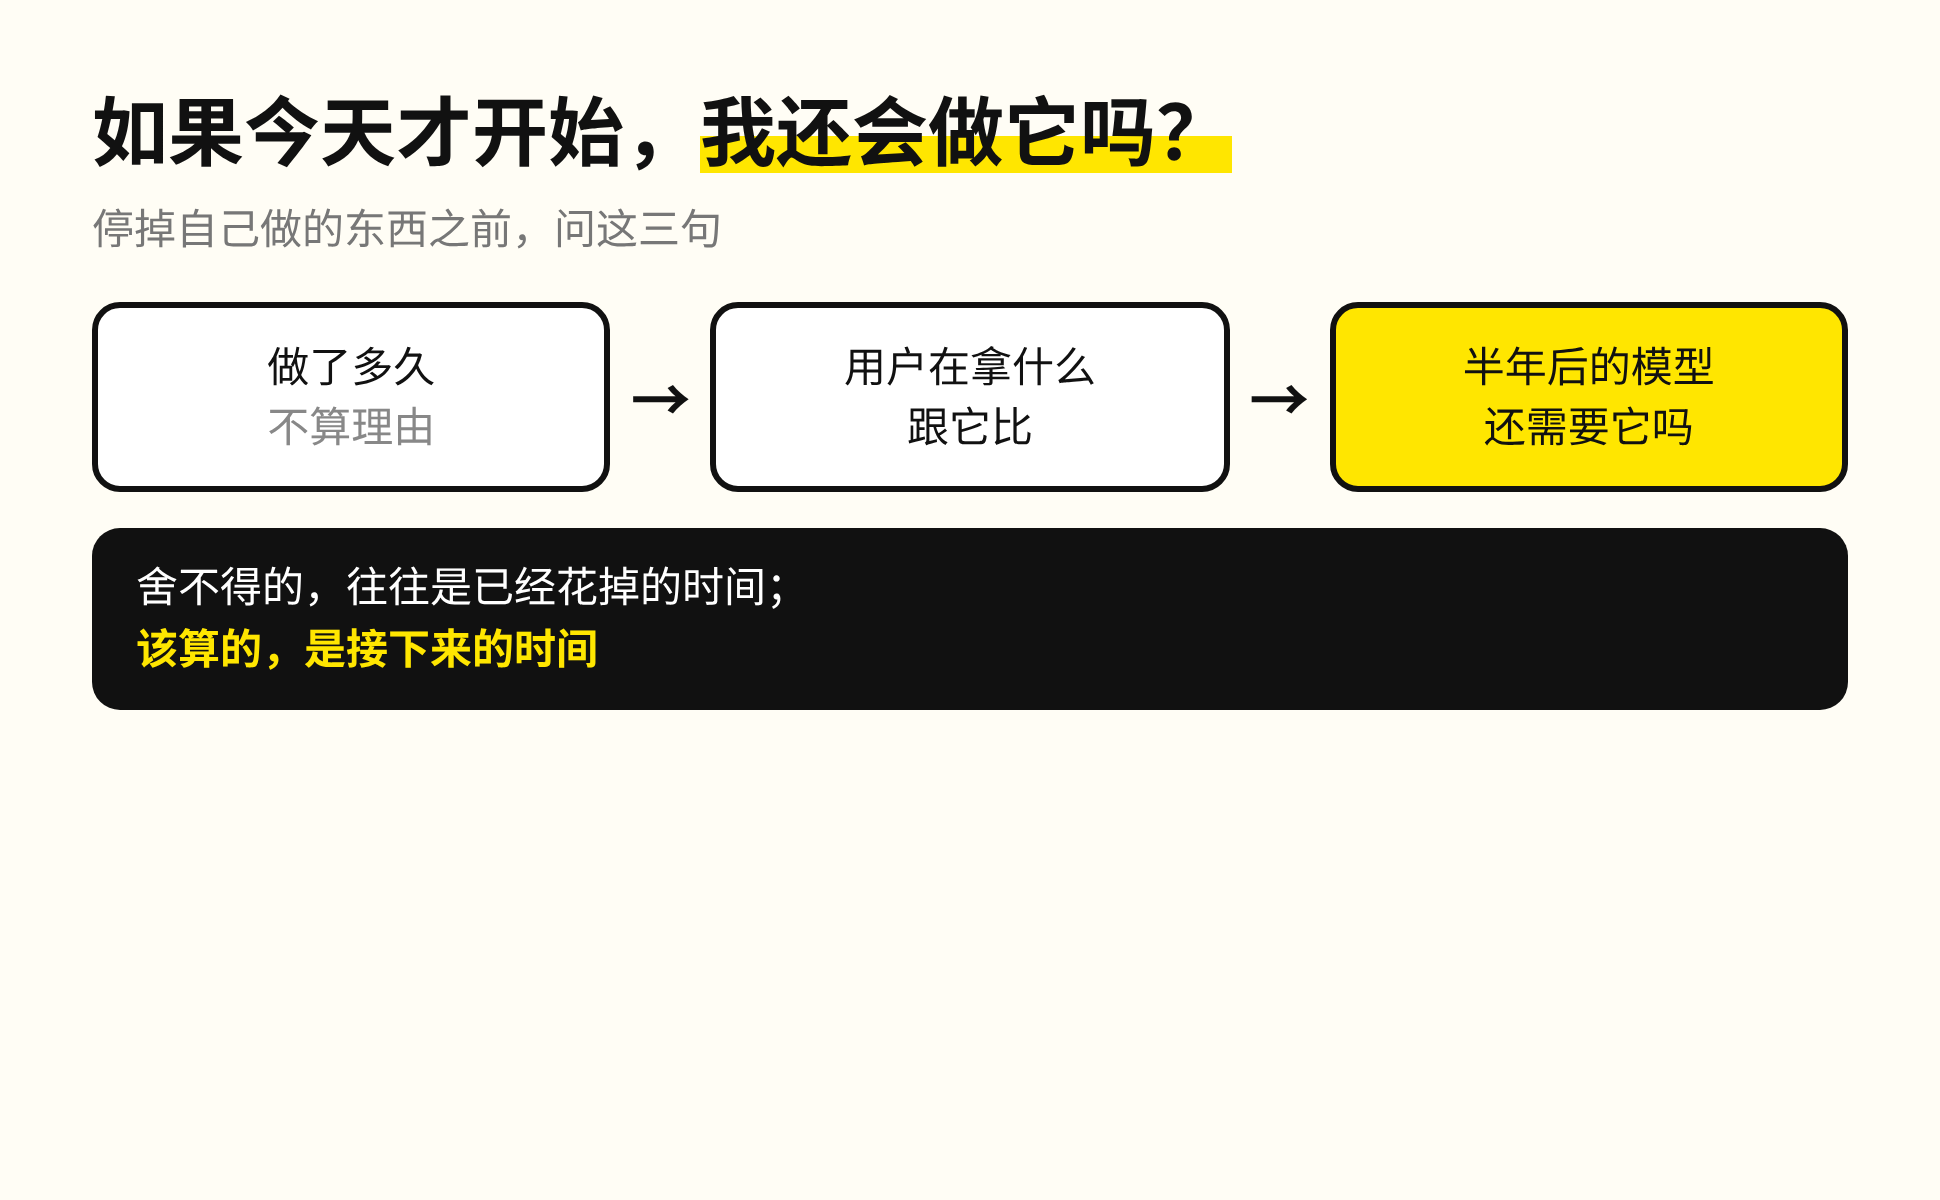 如果今天才开始，我还会做它吗？
停掉自己做的东西之前，问这三句
做了多久
不算理由
→
用户在拿什么
跟它比
→
半年后的模型
还需要它吗
舍不得的，往往是已经花掉的时间；
该算的，是接下来的时间